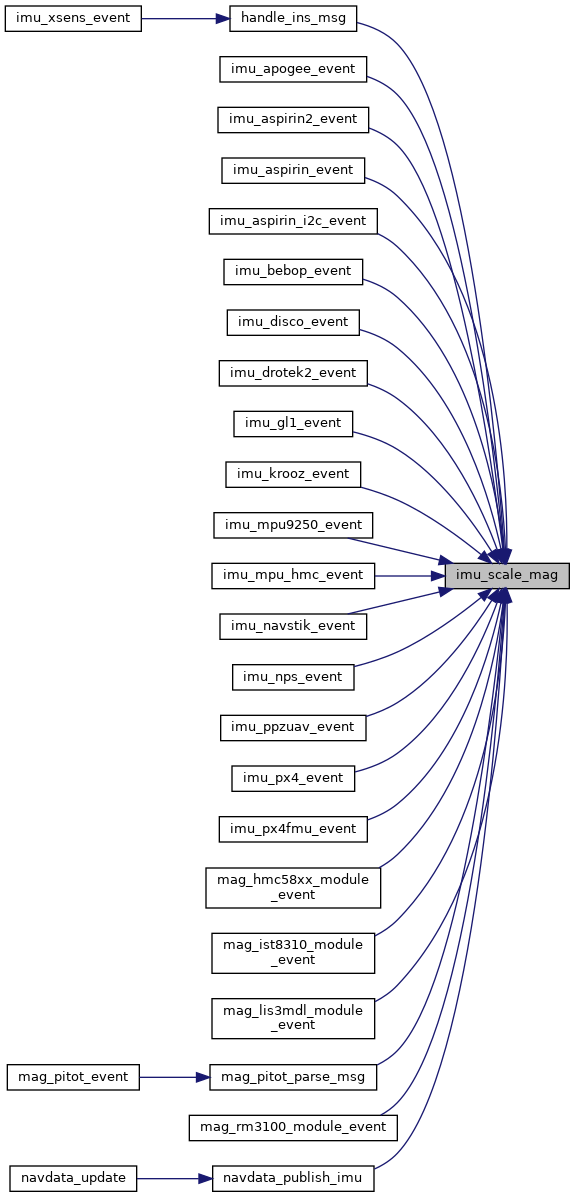 imu_xsens_event
handle_ins_msg
imu_apogee_event
imu_aspirin2_event
imu_aspirin_event
imu_aspirin_i2c_event
imu_bebop_event
imu_disco_event
imu_drotek2_event
imu_gl1_event
imu_krooz_event
imu_mpu9250_event
imu_mpu_hmc_event
imu_scale_mag
imu_navstik_event
imu_nps_event
imu_ppzuav_event
imu_px4_event
imu_px4fmu_event
mag_hmc58xx_module
_event
mag_ist8310_module
_event
mag_lis3mdl_module
_event
mag_pitot_event
mag_pitot_parse_msg
mag_rm3100_module_event
navdata_update
navdata_publish_imu